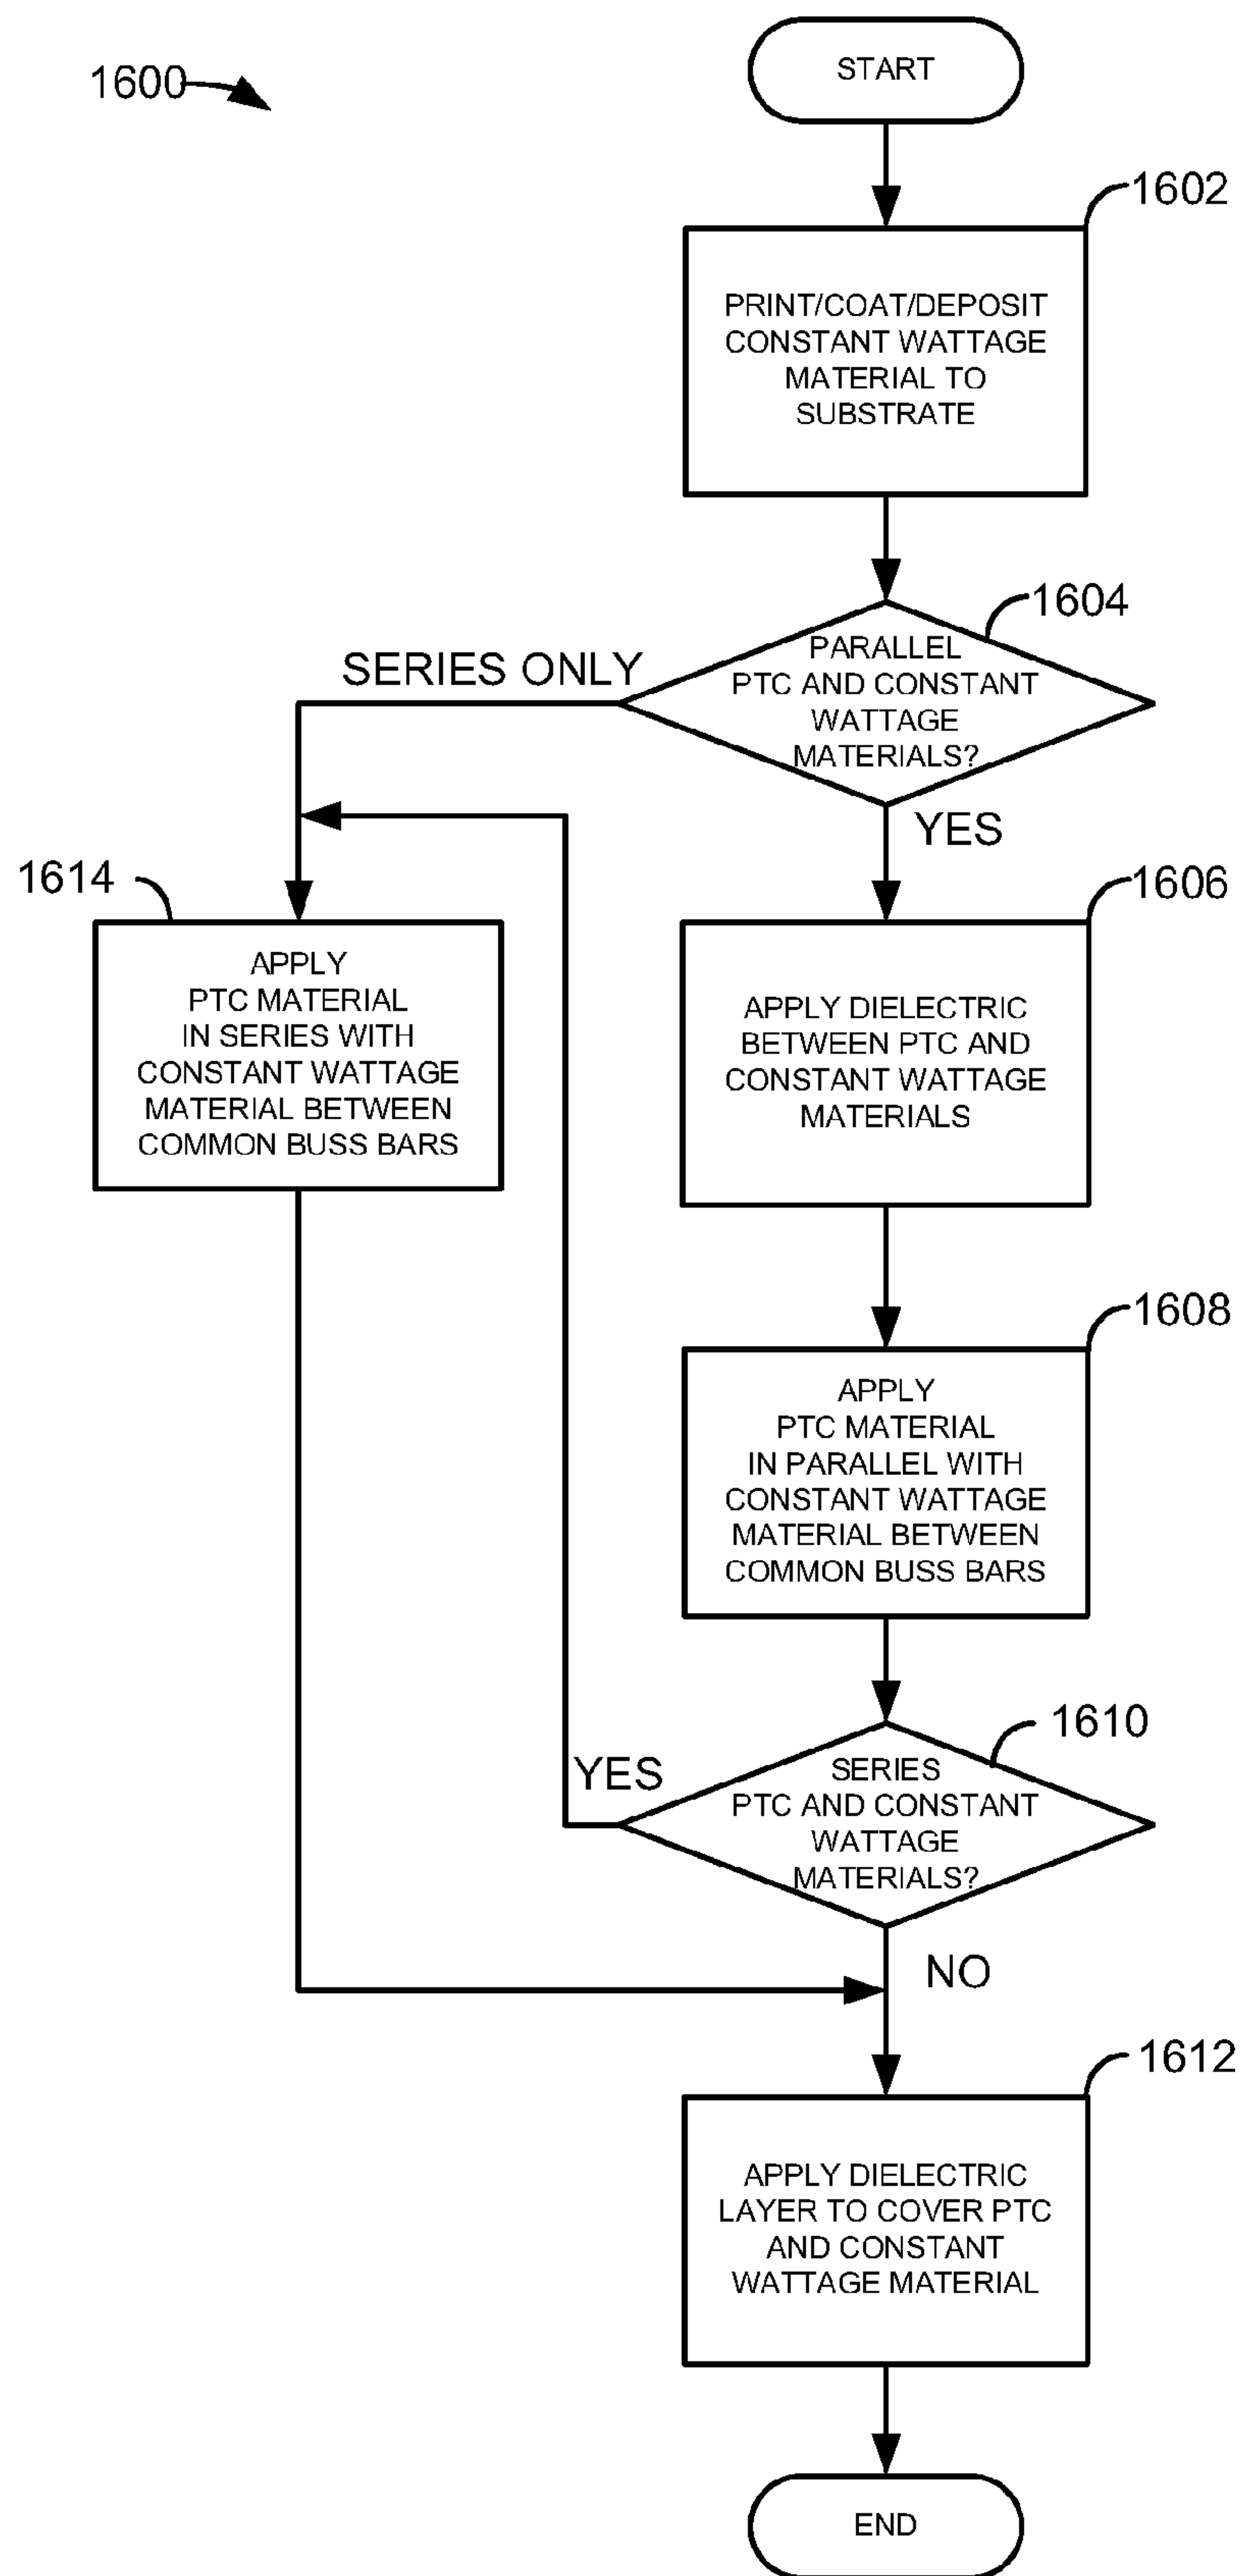 1600
START
1602
PRINT/COAT/DEPOSIT
CONSTANT WATTAGE
MATERIAL TO
SUBSTRATE
1604
PARALLEL
PTC AND CONSTANT
WATTAGE
MATERIALS?
SERIES ONLY
YES
1614
APPLY
PTC MATERIAL
IN SERIES WITH
CONSTANT WATTAGE
MATERIAL BETWEEN
COMMON BUSS BARS
1606
APPLY DIELECTRIC
BETWEEN PTC AND
CONSTANT WATTAGE
MATERIALS
1608
APPLY
PTC MATERIAL
IN PARALLEL WITH
CONSTANT WATTAGE
MATERIAL BETWEEN
COMMON BUSS BARS
1610
YES
SERIES
PTC AND CONSTANT
WATTAGE
MATERIALS?
NO
1612
APPLY DIELECTRIC
LAYER TO COVER PTC
AND CONSTANT
WATTAGE MATERIAL
END